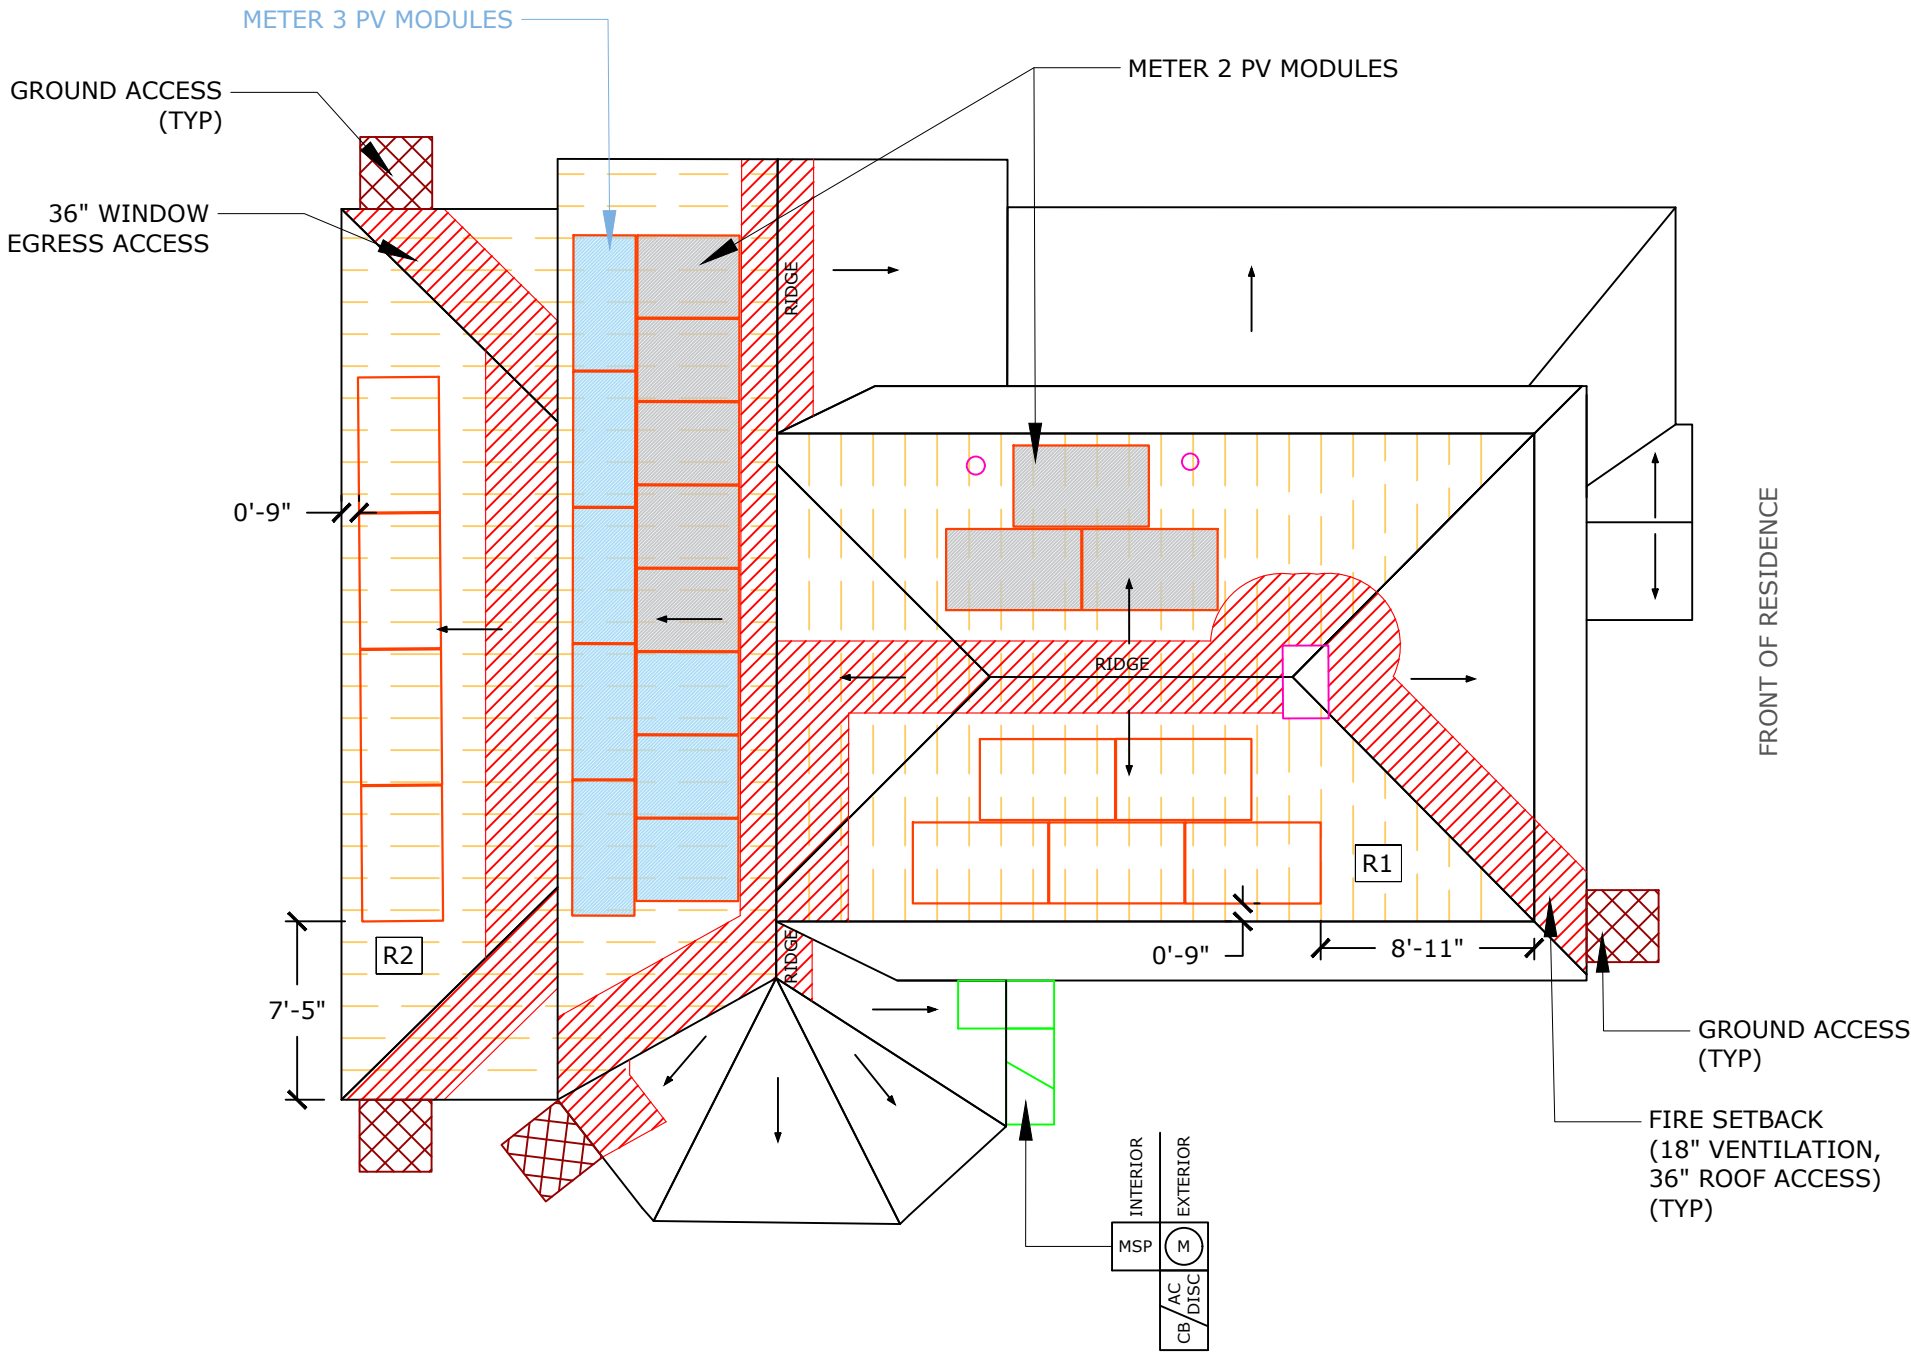 METER 3 PV MODULES
METER 2 PV MODULES
GROUND ACCESS
(TYP)
36" WINDOW
EGRESS ACCESS
RIDGE
0'-9"
RIDGE
FRONT OF RESIDENCE
R1
R2
RIDGE
0'-9"
8'-11"
7'-5"
GROUND ACCESS
(TYP)
FIRE SETBACK
(18" VENTILATION,
36" ROOF ACCESS)
(TYP)
INTERIOR
EXTERIOR
MSP
M
AC
DISC
CB